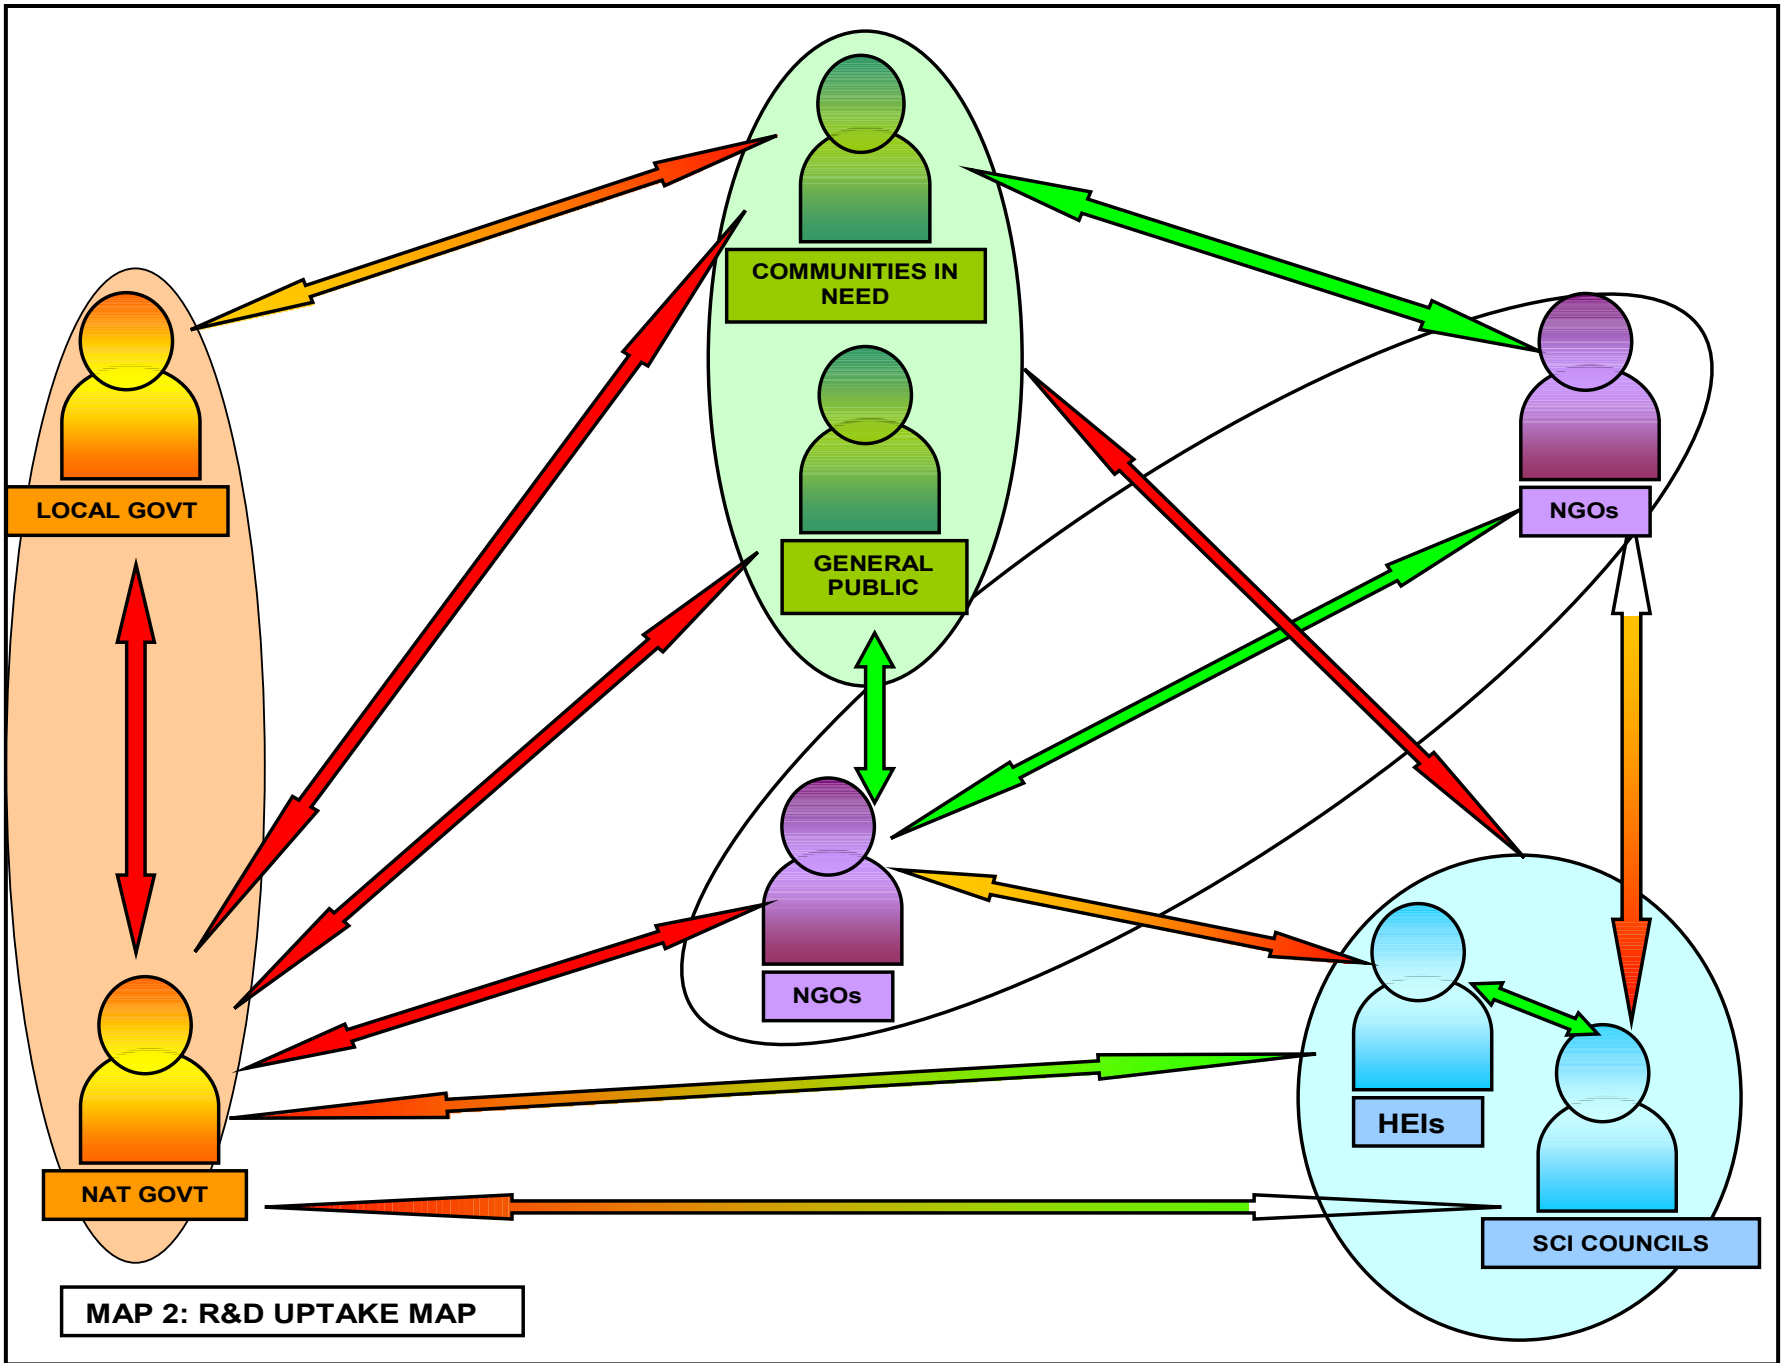 COMMUNITIES IN
NEED
LOCAL GOVT
NGOs
GENERAL
PUBLIC
NGOs
HEIs
NAT GOVT
SCI COUNCILS
MAP 2: R&D UPTAKE MAP